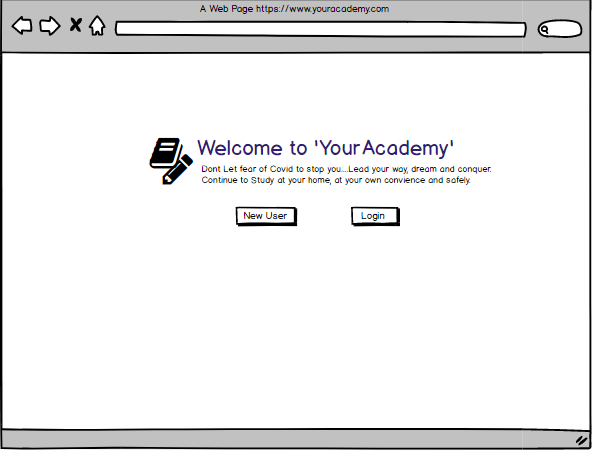 A Web Page https://www.youracademy.com
Welcome to 'YourAcademy'
Dont Let fear of Covid to stop you...Lead your way, dream and conquer.
Continue to Study at your home, at your own convience and safely.
New User
Login